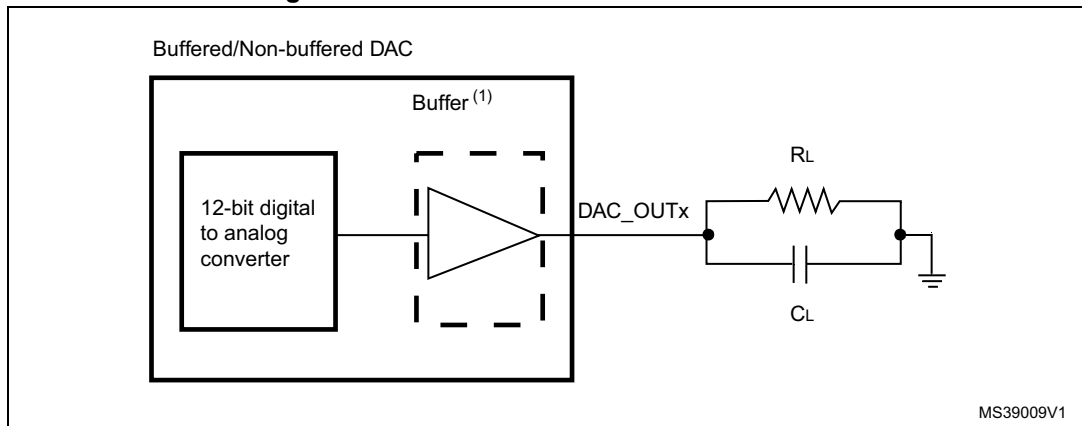 Buffered/Non-buffered DAC
Buffer (1)
12-bit digital
to analog
converter
DAC_OUTx
RL
CL
MS39009V1